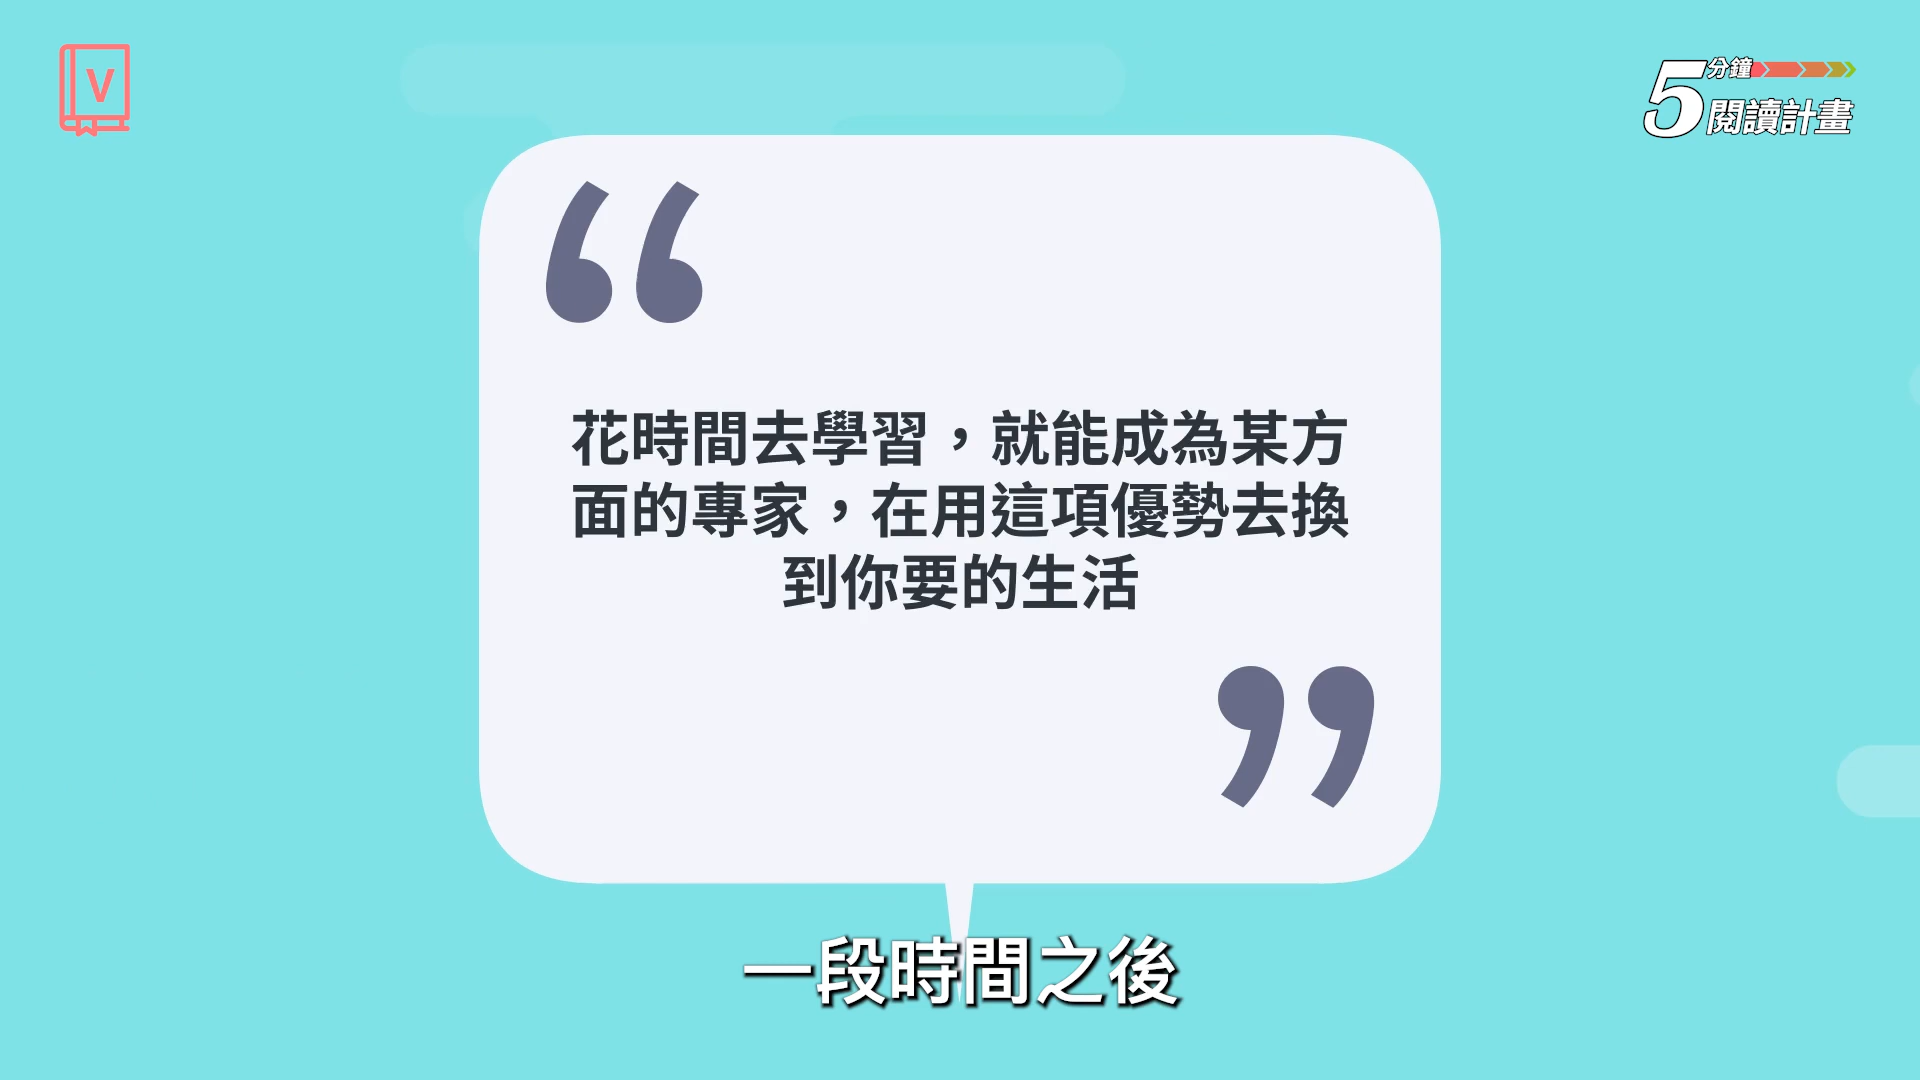 V
5分鐘
閱讀計畫
花時間去學習，就能成為某方
面的專家，在用這項優勢去換
到你要的生活
一段時間之後